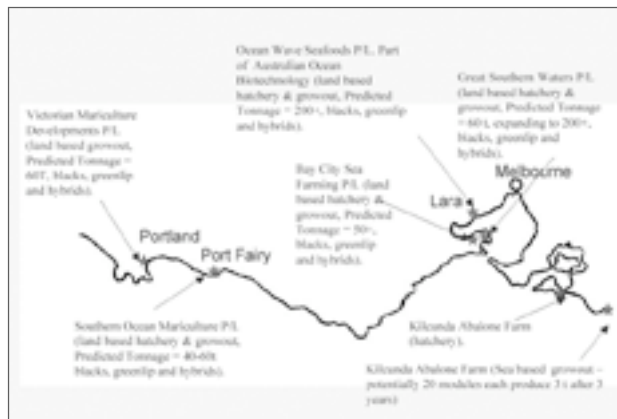 Ocean Wave Seafoods P/L. Part
of Australian Ocean
Biotechnology (land based
hatchery & growout, Predicted
Tonnage = 200+, blacks, greenlip
and hybrids).
Great Southern Waters P/L
(land based hatchery &
growout, Predicted Tonnage
= 60 t, expanding to 200+,
blacks, greenlip and
hybrids).
Victorian Mariculture
Developments P/L
(land based growout,
Predicted Tonnage =
60T, blacks, greenlip
and hybrids).
Melbourne
Lara
Bay City Sea
Farming P/L (land
based hatchery &
growout, Predicted
Tonnage = 50+,
blacks, greenlip
and hybrids).
Portland
Port Fairy
Southern Ocean Mariculture P/L
(land based hatchery & growout,
Predicted Tonnage = 40-60t
blacks, greenlip and hybrids).
Kilcunda Abalone Farm
(hatchery).
Kilcunda Abalone Farm (Sea based growout –
potentially 20 modules each produce 3 t after 3
years)